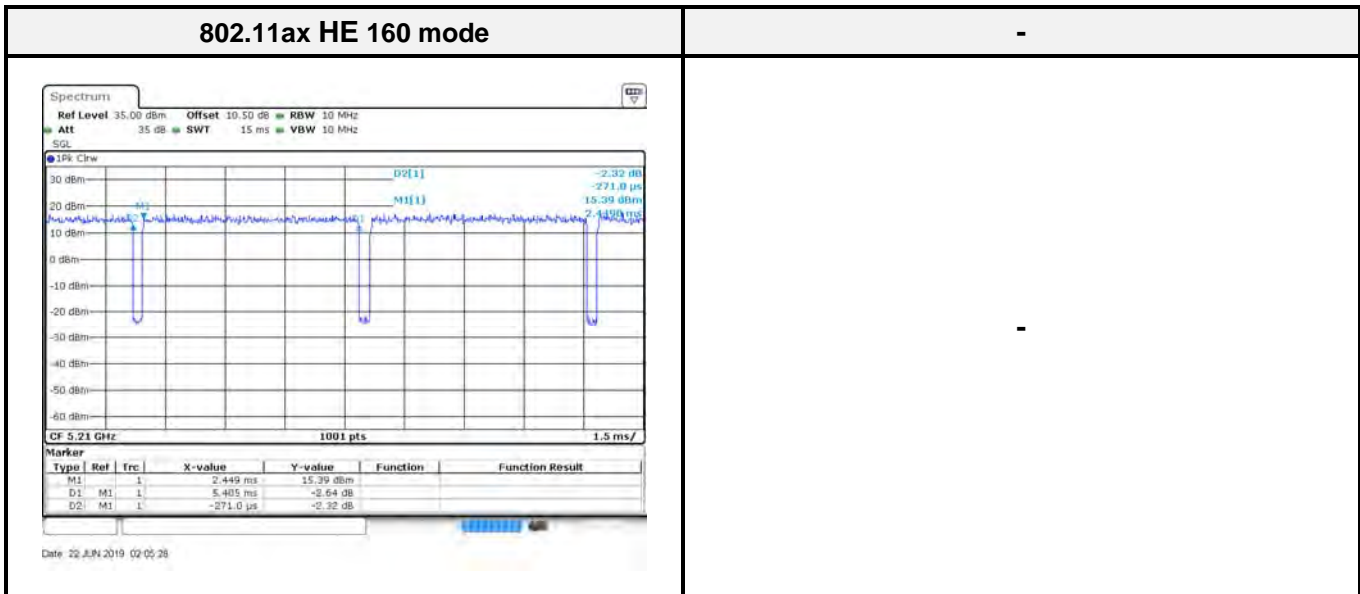 802.11ax HE 160 mode -
Spectrum
Ref Level 35.00 dBm Offset 10.50 dB RBW 10 MHz
Att 35 dB SWT 15 ms VBW 10 MHz
SGL
1Pk Clrw
D2[1] -2.32 dB
-271.0 µs
M1[1] 15.39 dBm
2.4490 ms
30 dBm
20 dBm
10 dBm
0 dBm
-10 dBm
-20 dBm
-30 dBm
-40 dBm
-50 dBm
-60 dBm
M1
D2
D1
CF 5.21 GHz 1001 pts 1.5 ms/
Marker
Type Ref Trc X-value Y-value Function Function Result
M1 1 2.449 ms 15.39 dBm
D1 M1 1 5.405 ms -2.64 dB
D2 M1 1 -271.0 µs -2.32 dB
Date: 22.JUN.2019 02:05:28
-